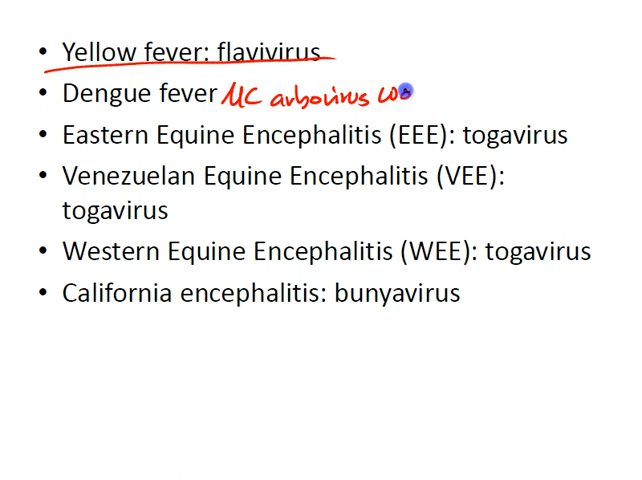 • Yellow fever: flavivirus
• Dengue fever MC arbovirus
• Eastern Equine Encephalitis (EEE): togavirus
• Venezuelan Equine Encephalitis (VEE):
togavirus
• Western Equine Encephalitis (WEE): togavirus
• California encephalitis: bunyavirus